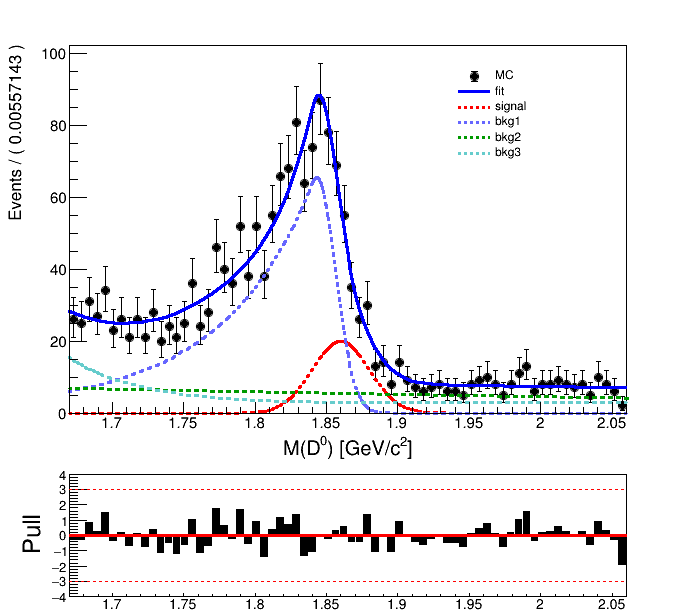 Events / ( 0.00557143 )
100
80
60
40
20
0
MC
fit
signal
bkg1
bkg2
bkg3
1.7 1.75 1.8 1.85 1.9 1.95 2 2.05
M(D⁰) [GeV/c²]
Pull
4
3
2
1
0
−1
−2
−3
−4
1.7 1.75 1.8 1.85 1.9 1.95 2 2.05